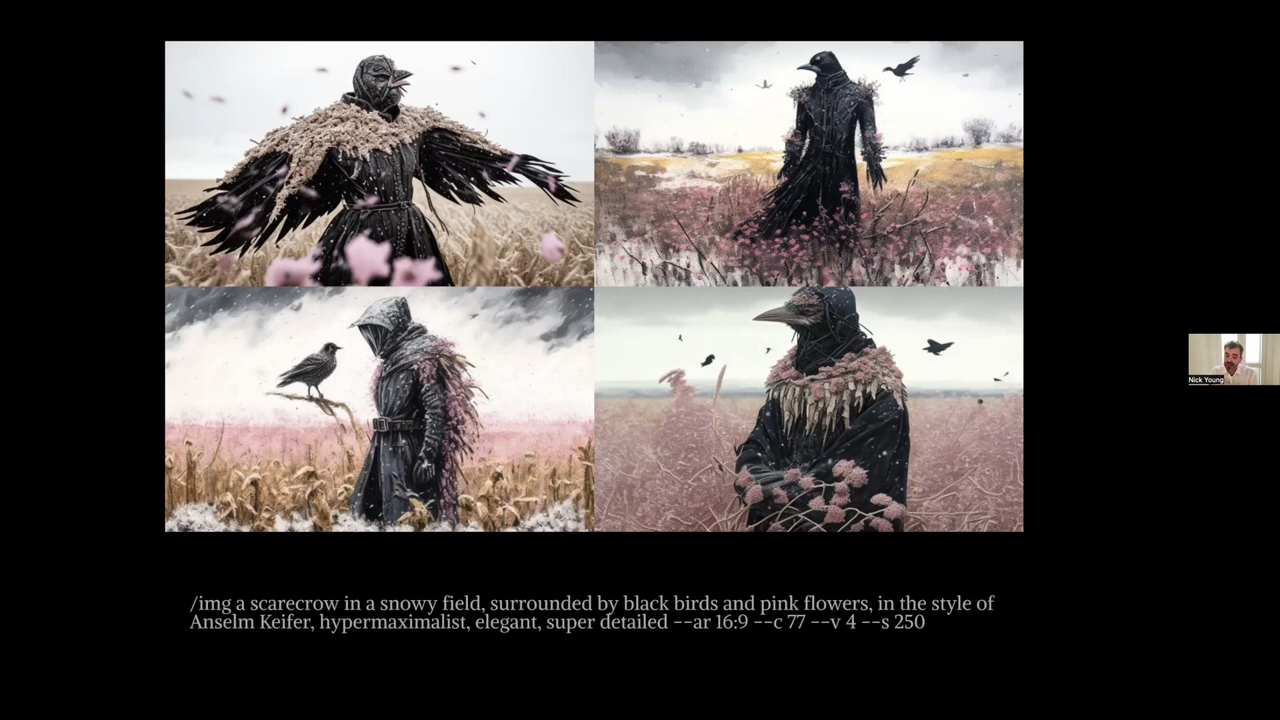 Nick Young
/img a scarecrow in a snowy field, surrounded by black birds and pink flowers, in the style of
Anselm Keifer, hypermaximalist, elegant, super detailed --ar 16:9 --c 77 --v 4 --s 250